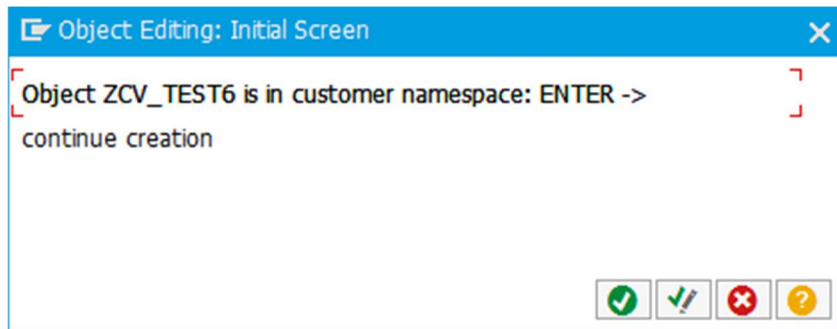 Object Editing: Initial Screen
Object ZCV_TEST6 is in customer namespace: ENTER ->
continue creation